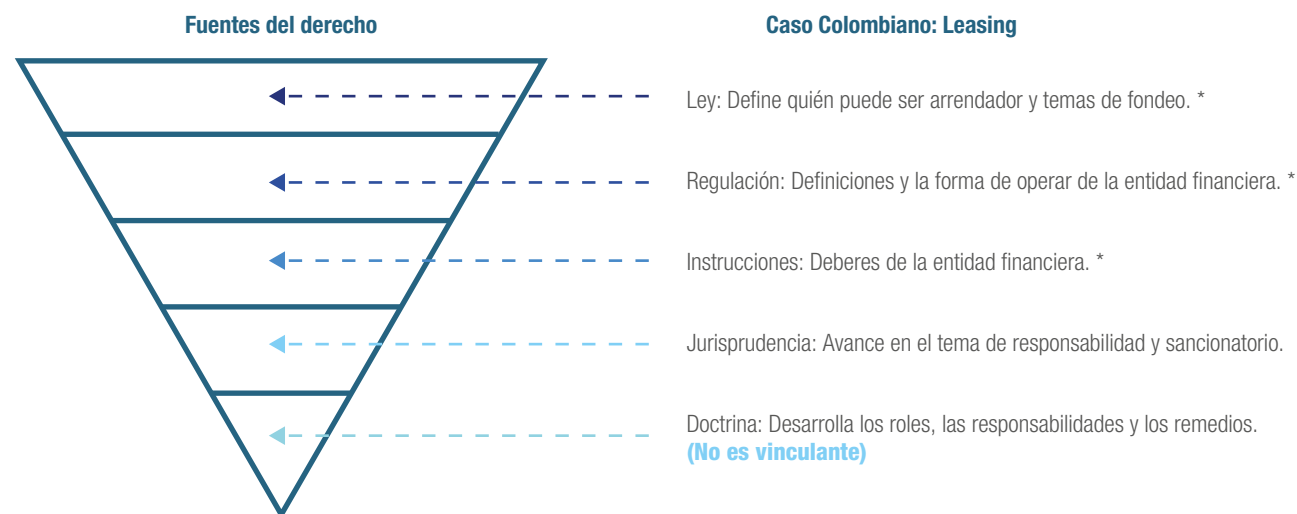 Fuentes del derecho
Caso Colombiano: Leasing
Ley: Define quién puede ser arrendador y temas de fondeo. *
Regulación: Definiciones y la forma de operar de la entidad financiera. *
Instrucciones: Deberes de la entidad financiera. *
Jurisprudencia: Avance en el tema de responsabilidad y sancionatorio.
Doctrina: Desarrolla los roles, las responsabilidades y los remedios.
(No es vinculante)